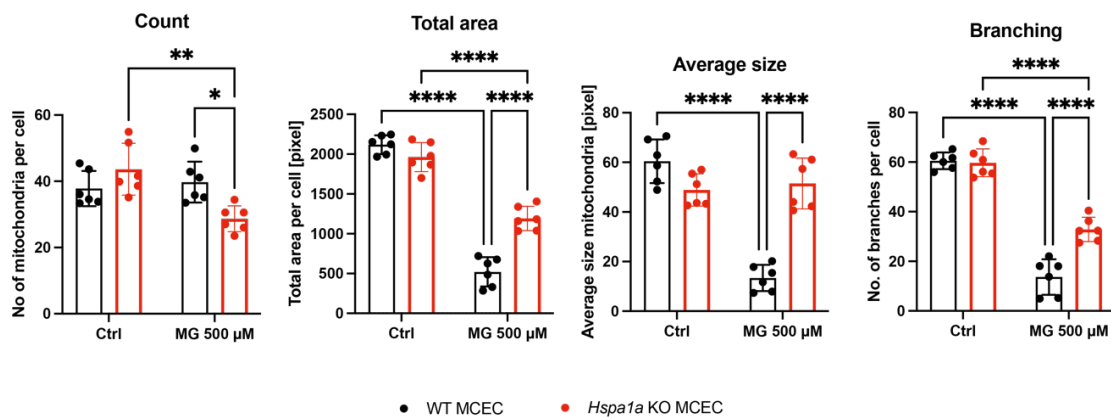 Count
**
*
No of mitochondria per cell
60
40
20
0
Ctrl
MG 500 µM
Total area
****
**** ****
Total area per cell [pixel]
2500
2000
1500
1000
500
0
Ctrl
MG 500 µM
Average size
**** ****
Average size mitochondria [pixel]
80
60
40
20
0
Ctrl
MG 500 µM
Branching
****
**** ****
No. of branches per cell
80
60
40
20
0
Ctrl
MG 500 µM
WT MCEC
Hspa1a KO MCEC